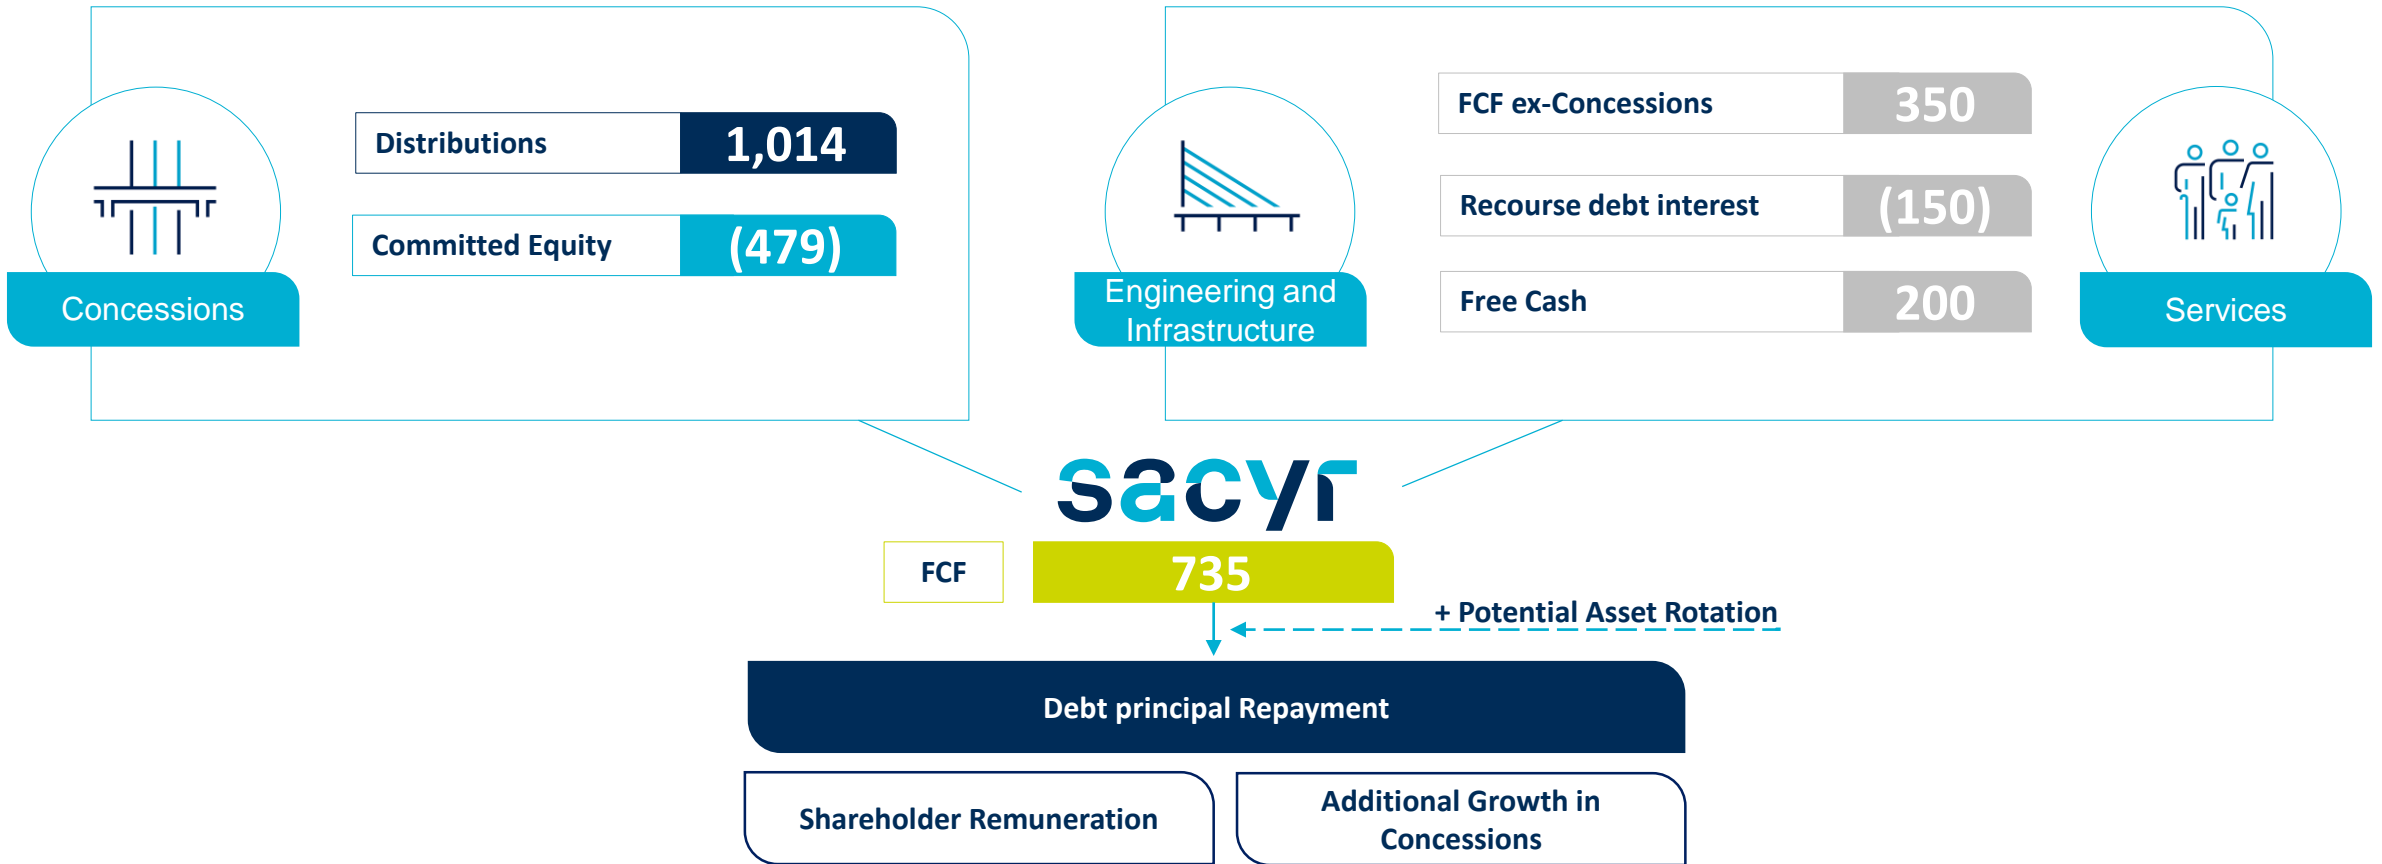 Concessions
Distributions 1,014
Committed Equity (479)
Engineering and
Infrastructure
FCF ex-Concessions 350
Recourse debt interest (150)
Free Cash 200
Services
sacyr
FCF 735
+ Potential Asset Rotation
Debt principal Repayment
Shareholder Remuneration
Additional Growth in
Concessions